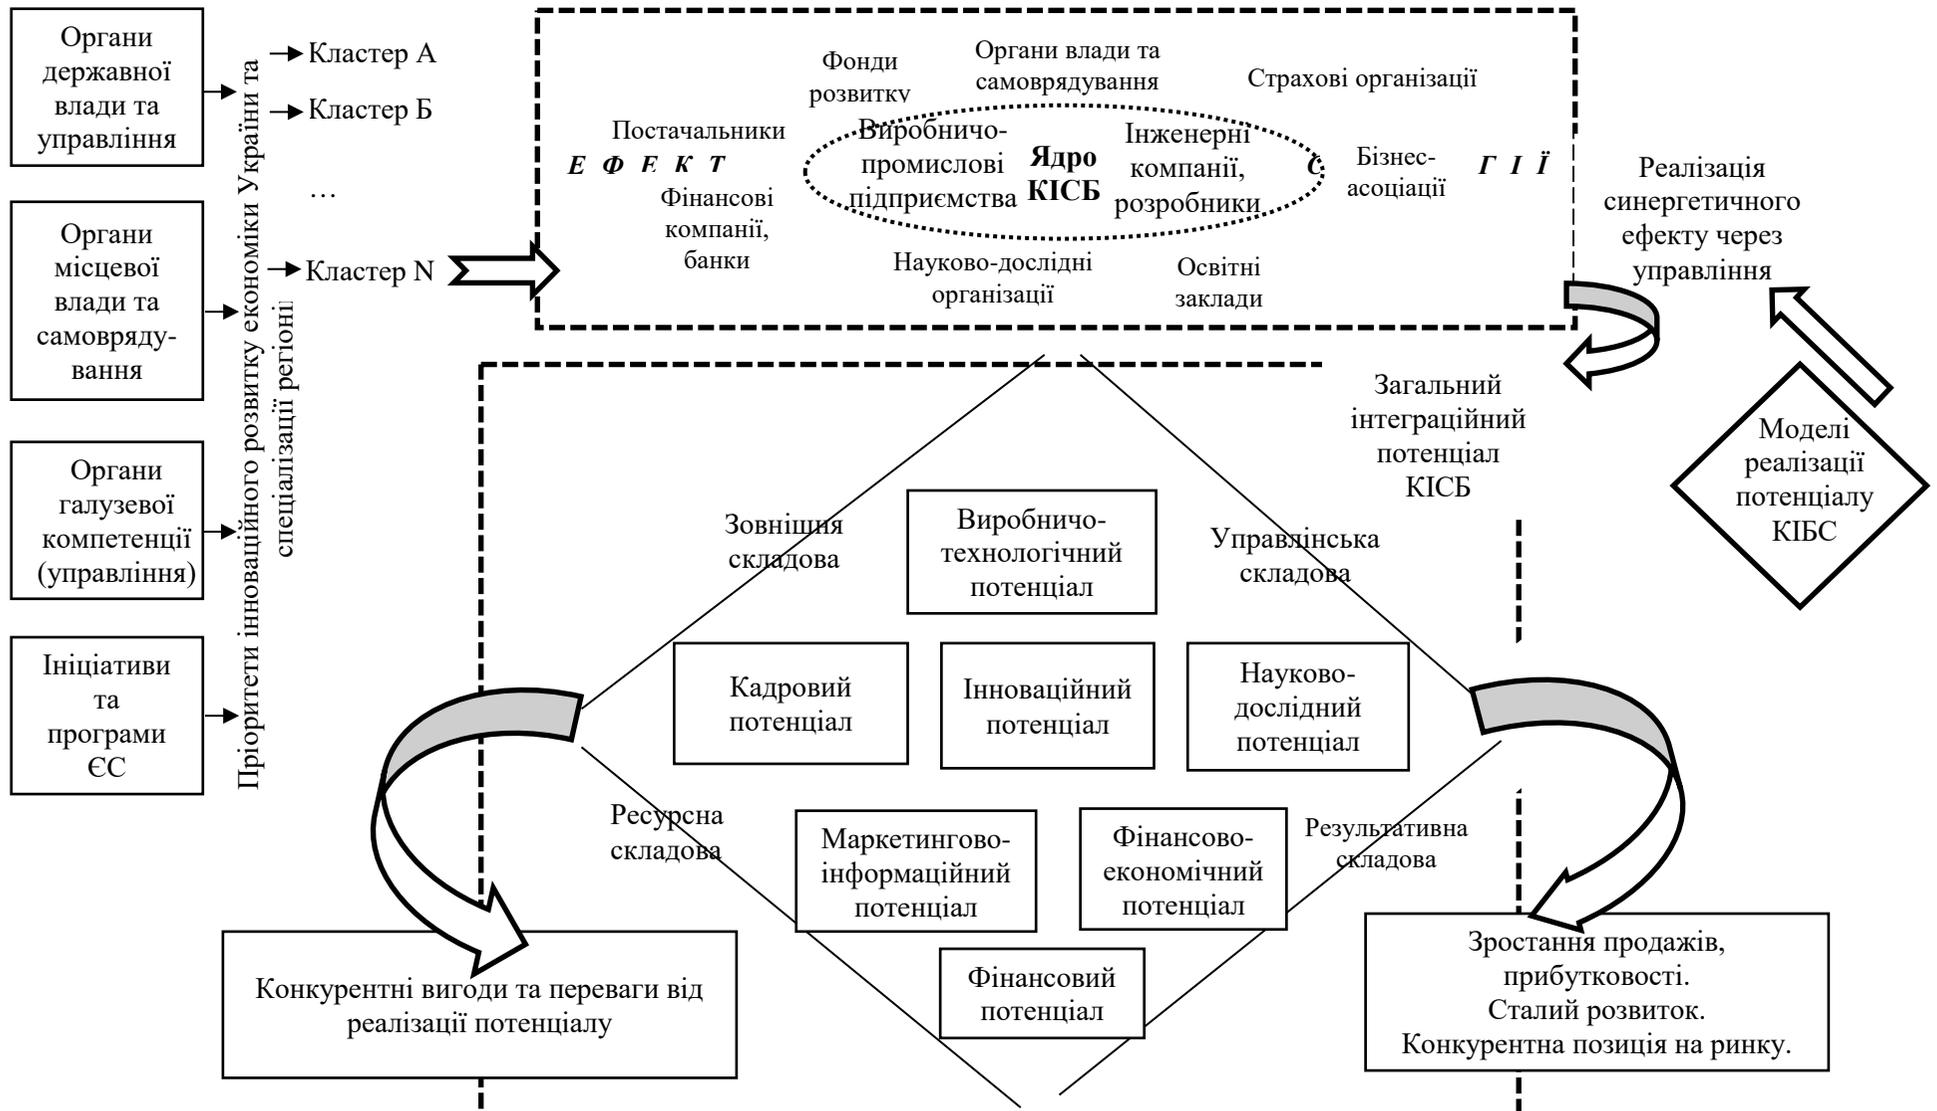 Органи
державної
влади та
управління
Органи
місцевої
влади та
самовряду-
вання
Органи
галузевої
компетенції
(управління)
Ініціативи
та
програми
ЄС
Пріоритети інноваційного розвитку економіки України та
спеціалізації регіоні
Кластер А
Кластер Б
…
Кластер N
Фонди
розвитку
Органи влади та
самоврядування
Страхові організації
Постачальники
Е Ф Е К Т
С
Г І Ї
Фінансові
компанії,
банки
Виробничо-
промислові
підприємства
Ядро
КІСБ
Інженерні
компанії,
розробники
Бізнес-
асоціації
Науково-дослідні
організації
Освітні
заклади
Реалізація
синергетичного
ефекту через
управління
Загальний
інтеграційний
потенціал
КІСБ
Моделі
реалізації
потенціалу
КІБС
Зовнішня
складова
Виробничо-
технологічний
потенціал
Управлінська
складова
Кадровий
потенціал
Інноваційний
потенціал
Науково-
дослідний
потенціал
Ресурсна
складова
Маркетингово-
інформаційний
потенціал
Фінансово-
економічний
потенціал
Результативна
складова
Фінансовий
потенціал
Конкурентні вигоди та переваги від
реалізації потенціалу
Зростання продажів,
прибутковості.
Сталий розвиток.
Конкурентна позиція на ринку.